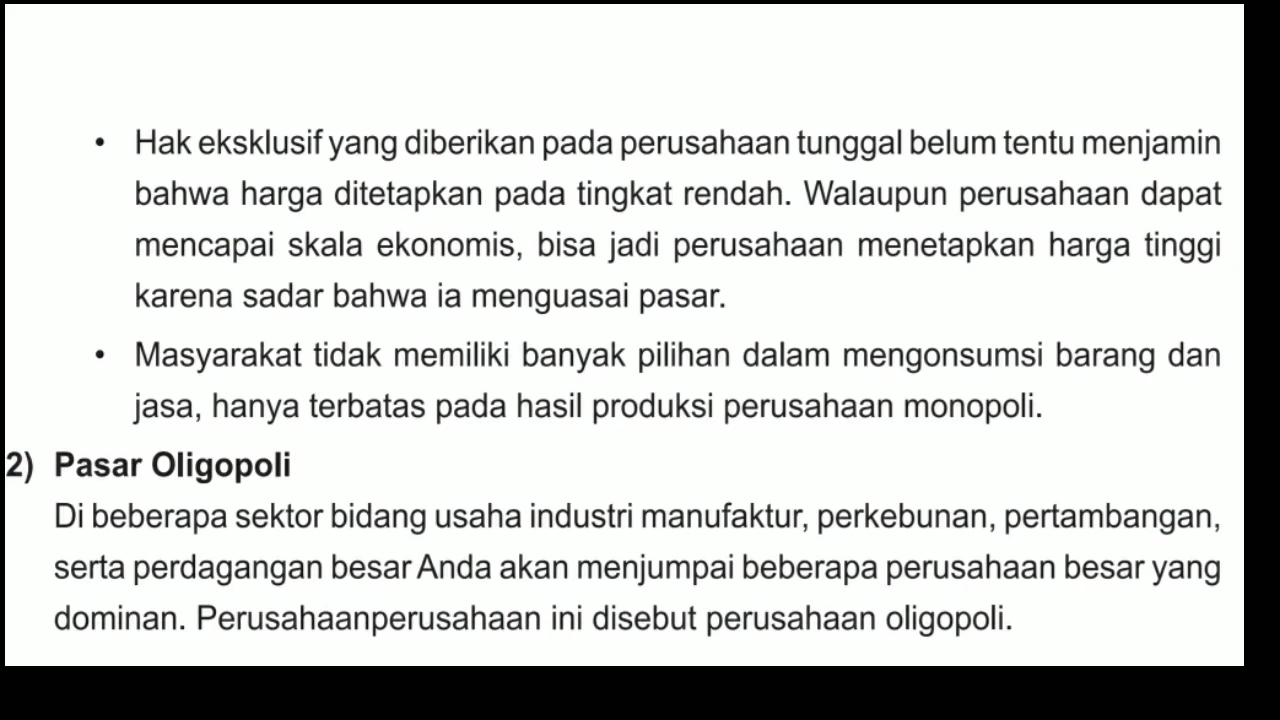 • Hak eksklusif yang diberikan pada perusahaan tunggal belum tentu menjamin
bahwa harga ditetapkan pada tingkat rendah. Walaupun perusahaan dapat
mencapai skala ekonomis, bisa jadi perusahaan menetapkan harga tinggi
karena sadar bahwa ia menguasai pasar.
• Masyarakat tidak memiliki banyak pilihan dalam mengonsumsi barang dan
jasa, hanya terbatas pada hasil produksi perusahaan monopoli.
2) Pasar Oligopoli
Di beberapa sektor bidang usaha industri manufaktur, perkebunan, pertambangan,
serta perdagangan besar Anda akan menjumpai beberapa perusahaan besar yang
dominan. Perusahaanperusahaan ini disebut perusahaan oligopoli.